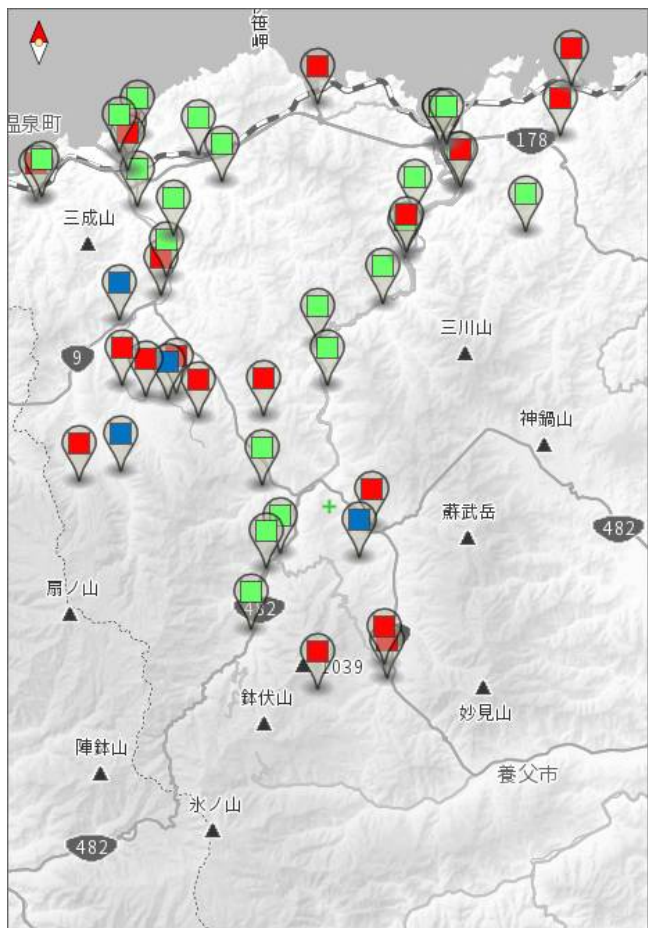 笹
岬
温泉町
178
三成山
9
三川山
神鍋山
蘇武岳
482
扇ノ山
482
1039
鉢伏山
妙見山
陣鉢山
養父市
氷ノ山
482